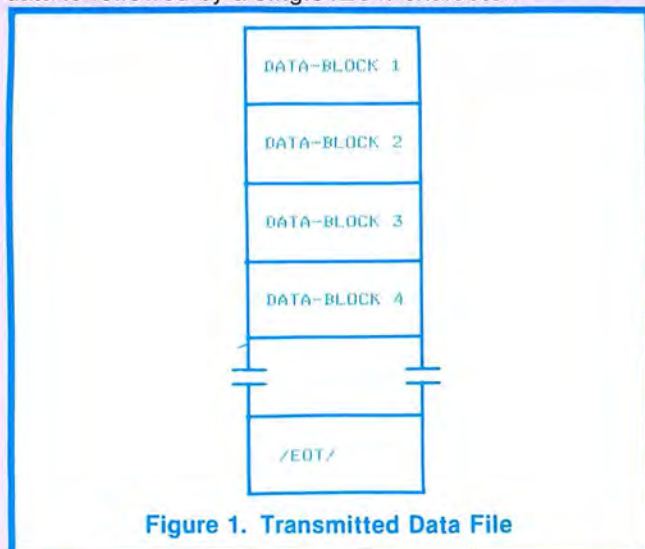 DATA-BLOCK 1
DATA-BLOCK 2
DATA-BLOCK 3
DATA-BLOCK 4
/EOT/
Figure 1. Transmitted Data File